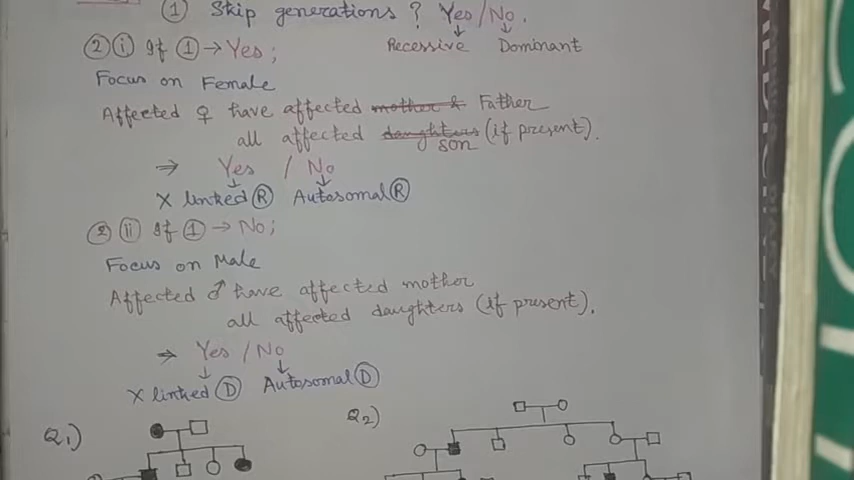 ① Skip generations ? Yes/No.
↓ ↓
Recessive Dominant
② ⓘ If ① → Yes;
Focus on Female
Affected ♀ have affected ~~mother &~~ Father
all affected ~~daughters~~ son (if present).
⇒ Yes / No
↓ ↓
X linked Ⓡ Autosomal Ⓡ
② ⓘⓘ If ① → No;
Focus on Male
Affected ♂ have affected mother
all affected daughters (if present).
⇒ Yes / No
↓ ↓
X linked Ⓓ Autosomal Ⓓ
Q1) Q2)